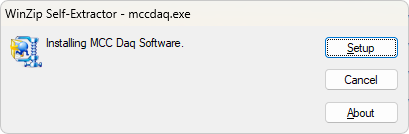 WinZip Self-Extractor - mccdaq.exe
Installing MCC Daq Software.
Setup
Cancel
About